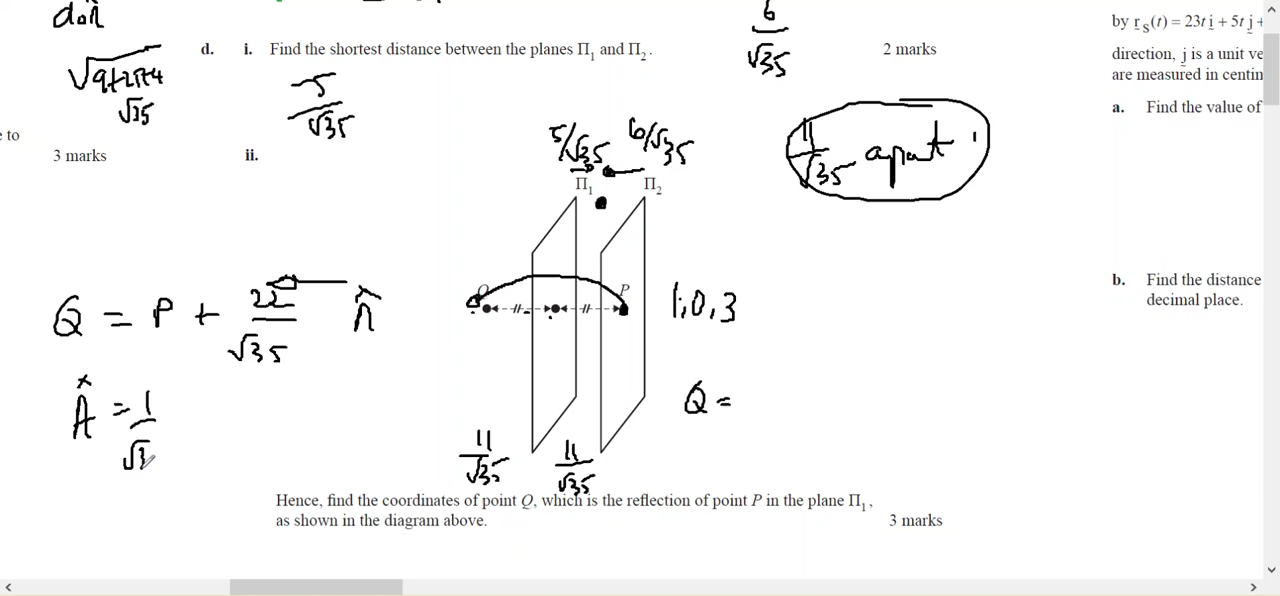 dot
by r̲ₛ(t) = 23t i̲ + 5t j̲ +
d. i. Find the shortest distance between the planes Π₁ and Π₂.
6/√35
2 marks
direction, j̲ is a unit ve
are measured in centin
√35
5/√35
a. Find the value of
e to
3 marks
ii.
5/√35 6/√35
11/√35 apart
Π₁ Π₂
Q = P + 22/√35 n̂
Q P
1, 0, 3
b. Find the distance
decimal place.
n̂ = 1/√3
Q =
11/√35 11/√35
Hence, find the coordinates of point Q, which is the reflection of point P in the plane Π₁,
as shown in the diagram above.
3 marks